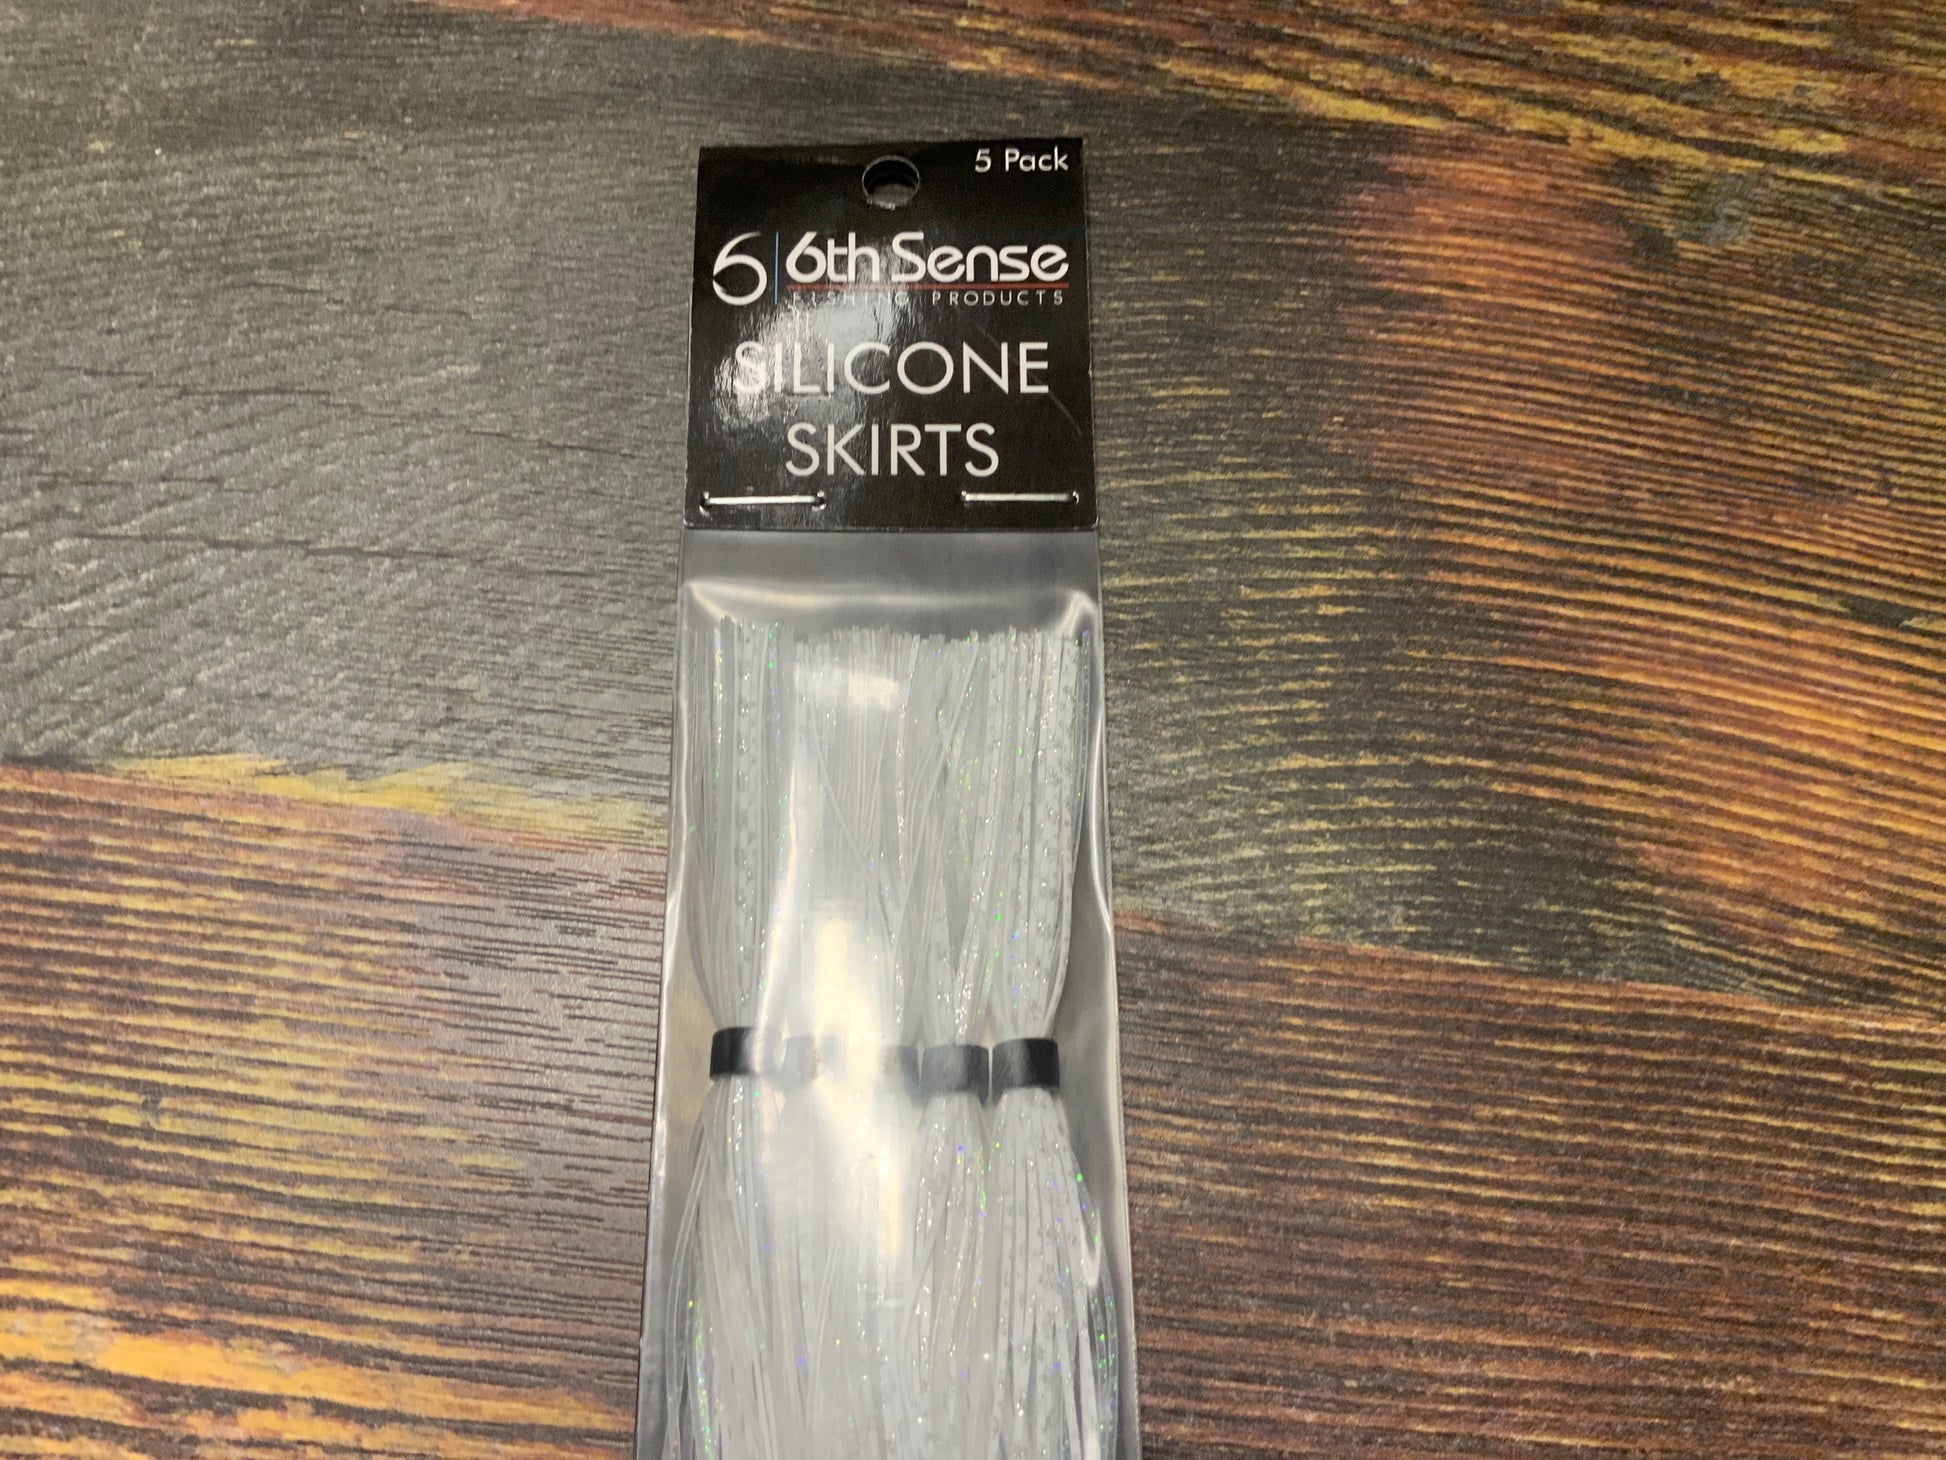 5 Pack
6 6th Sense
FISHING PRODUCTS
SILICONE
SKIRTS